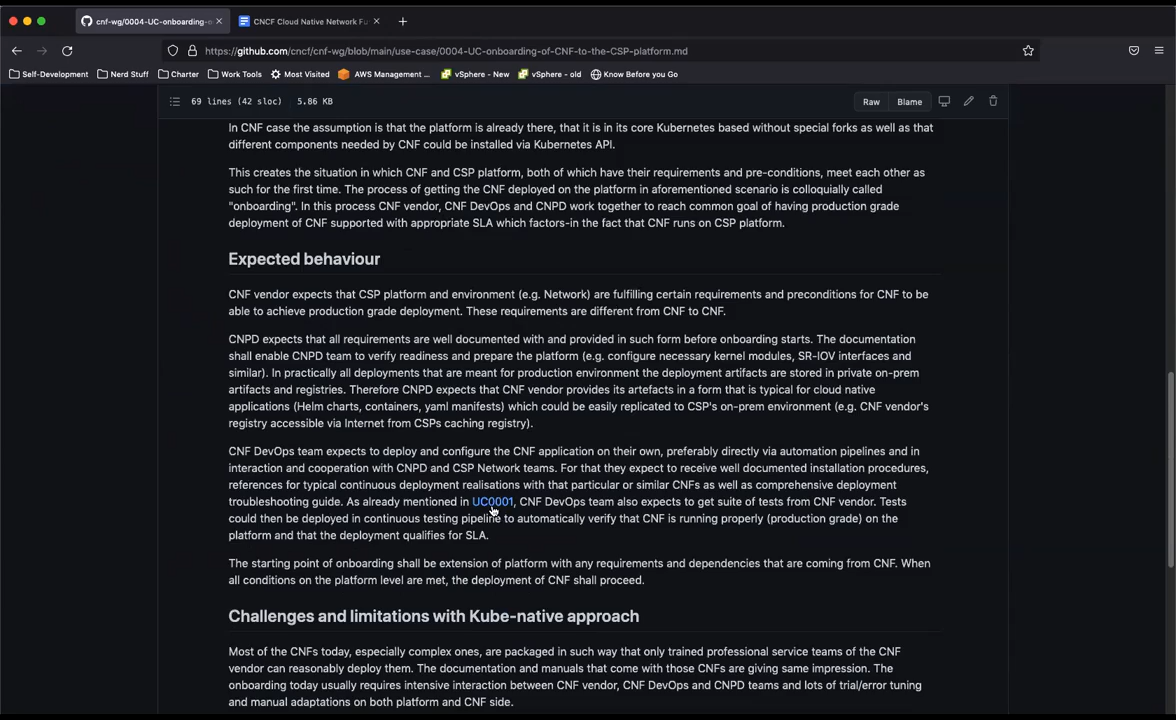 cnf-wg/0004-UC-onboarding-
CNCF Cloud Native Network Fu
https://github.com/cncf/cnf-wg/blob/main/use-case/0004-UC-onboarding-of-CNF-to-the-CSP-platform.md
Self-Development Nerd Stuff Charter Work Tools Most Visited AWS Management ... vSphere - New vSphere - old Know Before you Go
69 lines (42 sloc) 5.86 KB Raw Blame
In CNF case the assumption is that the platform is already there, that it is in its core Kubernetes based without special forks as well as that
different components needed by CNF could be installed via Kubernetes API.
This creates the situation in which CNF and CSP platform, both of which have their requirements and pre-conditions, meet each other as
such for the first time. The process of getting the CNF deployed on the platform in aforementioned scenario is colloquially called
"onboarding". In this process CNF vendor, CNF DevOps and CNPD work together to reach common goal of having production grade
deployment of CNF supported with appropriate SLA which factors-in the fact that CNF runs on CSP platform.
Expected behaviour
CNF vendor expects that CSP platform and environment (e.g. Network) are fulfilling certain requirements and preconditions for CNF to be
able to achieve production grade deployment. These requirements are different from CNF to CNF.
CNPD expects that all requirements are well documented with and provided in such form before onboarding starts. The documentation
shall enable CNPD team to verify readiness and prepare the platform (e.g. configure necessary kernel modules, SR-IOV interfaces and
similar). In practically all deployments that are meant for production environment the deployment artifacts are stored in private on-prem
artifacts and registries. Therefore CNPD expects that CNF vendor provides its artefacts in a form that is typical for cloud native
applications (Helm charts, containers, yaml manifests) which could be easily replicated to CSP's on-prem environment (e.g. CNF vendor's
registry accessible via Internet from CSPs caching registry).
CNF DevOps team expects to deploy and configure the CNF application on their own, preferably directly via automation pipelines and in
interaction and cooperation with CNPD and CSP Network teams. For that they expect to receive well documented installation procedures,
references for typical continuous deployment realisations with that particular or similar CNFs as well as comprehensive deployment
troubleshooting guide. As already mentioned in UC0001, CNF DevOps team also expects to get suite of tests from CNF vendor. Tests
could then be deployed in continuous testing pipeline to automatically verify that CNF is running properly (production grade) on the
platform and that the deployment qualifies for SLA.
The starting point of onboarding shall be extension of platform with any requirements and dependencies that are coming from CNF. When
all conditions on the platform level are met, the deployment of CNF shall proceed.
Challenges and limitations with Kube-native approach
Most of the CNFs today, especially complex ones, are packaged in such way that only trained professional service teams of the CNF
vendor can reasonably deploy them. The documentation and manuals that come with those CNFs are giving same impression. The
onboarding today usually requires intensive interaction between CNF vendor, CNF DevOps and CNPD teams and lots of trial/error tuning
and manual adaptations on both platform and CNF side.